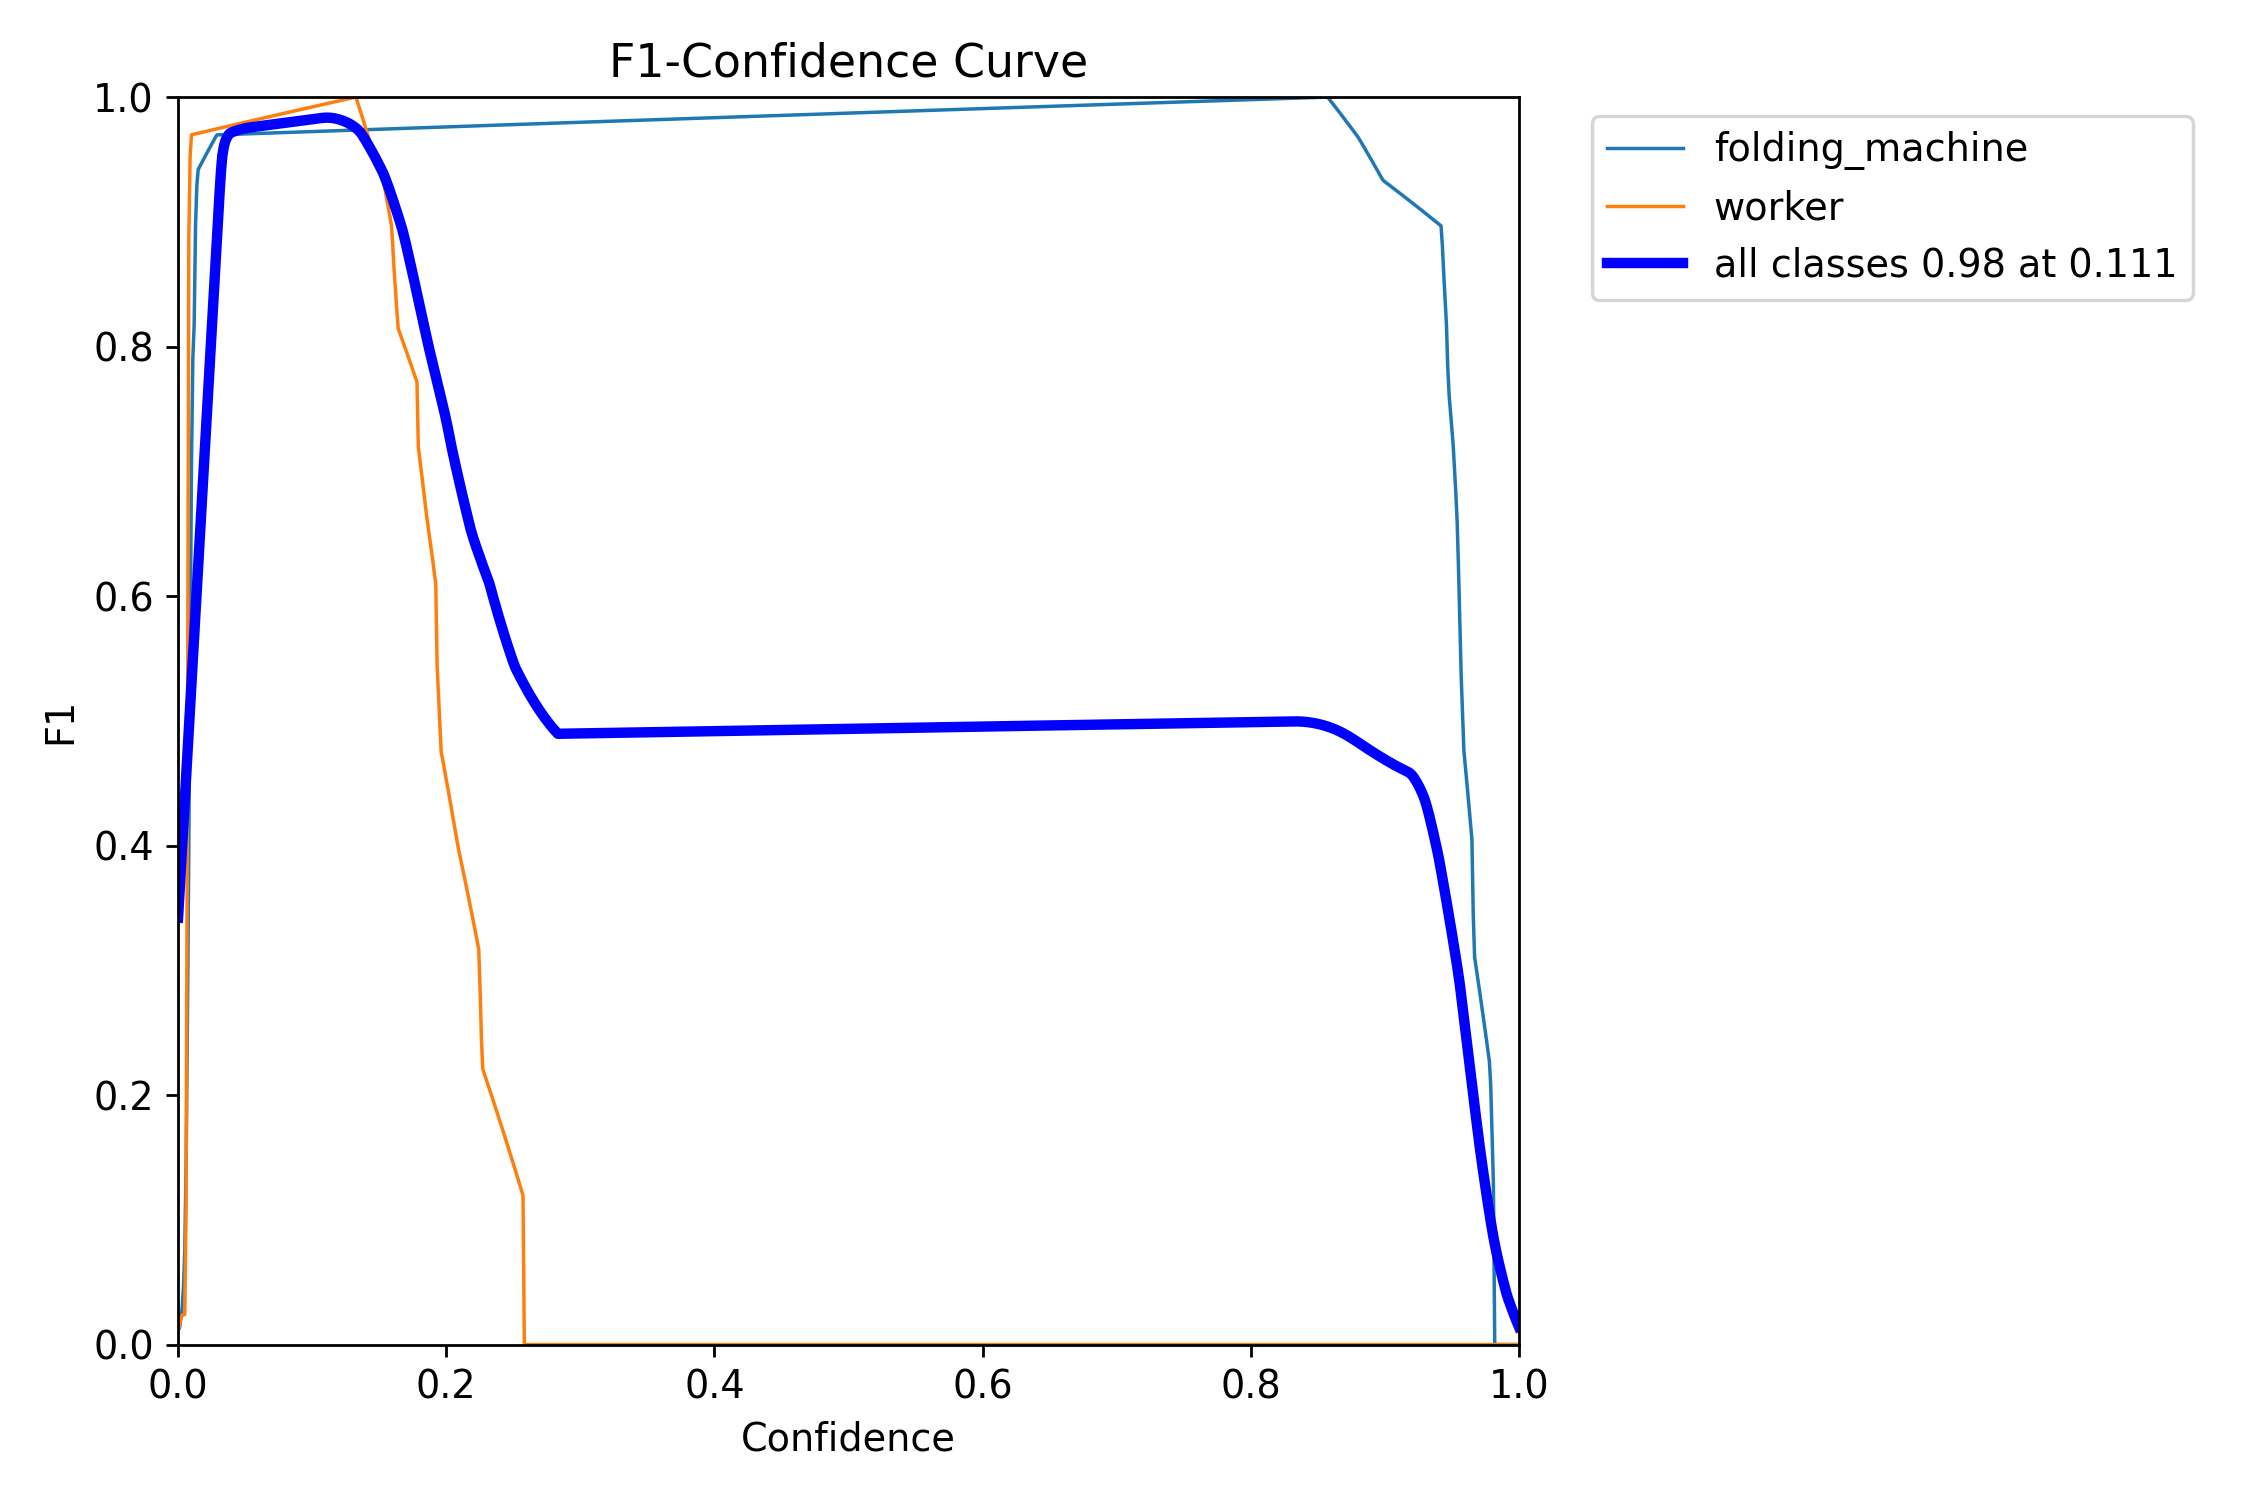 F1-Confidence Curve
1.0
0.8
0.6
0.4
0.2
0.0
F1
0.0 0.2 0.4 0.6 0.8 1.0
Confidence
folding_machine
worker
all classes 0.98 at 0.111